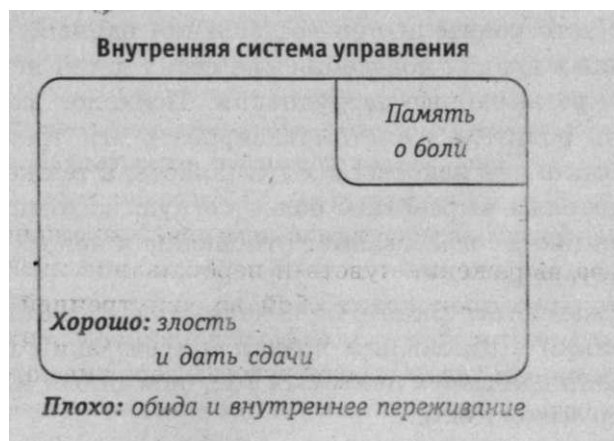 Внутренняя система управления
Память
о боли
Хорошо: злость
и дать сдачи
Плохо: обида и внутреннее переживание